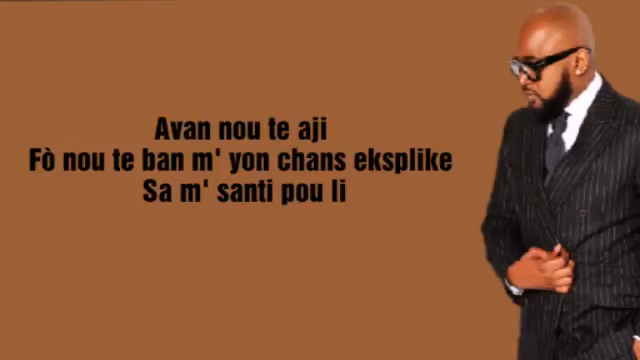 Avan nou te aji
Fò nou te ban m' yon chans eksplike
Sa m' santi pou li